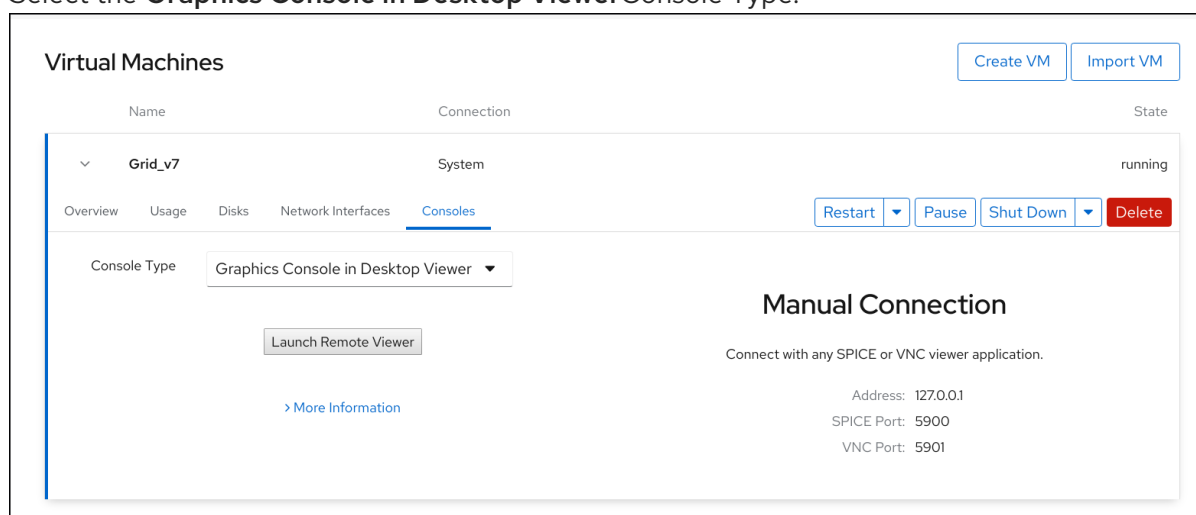 Select the Graphics Console in Desktop Viewer Console Type.
Virtual Machines
Create VM
Import VM
Name
Connection
State
Grid_v7
System
running
Overview
Usage
Disks
Network Interfaces
Consoles
Restart
Pause
Shut Down
Delete
Console Type
Graphics Console in Desktop Viewer
Launch Remote Viewer
> More Information
Manual Connection
Connect with any SPICE or VNC viewer application.
Address: 127.0.0.1
SPICE Port: 5900
VNC Port: 5901